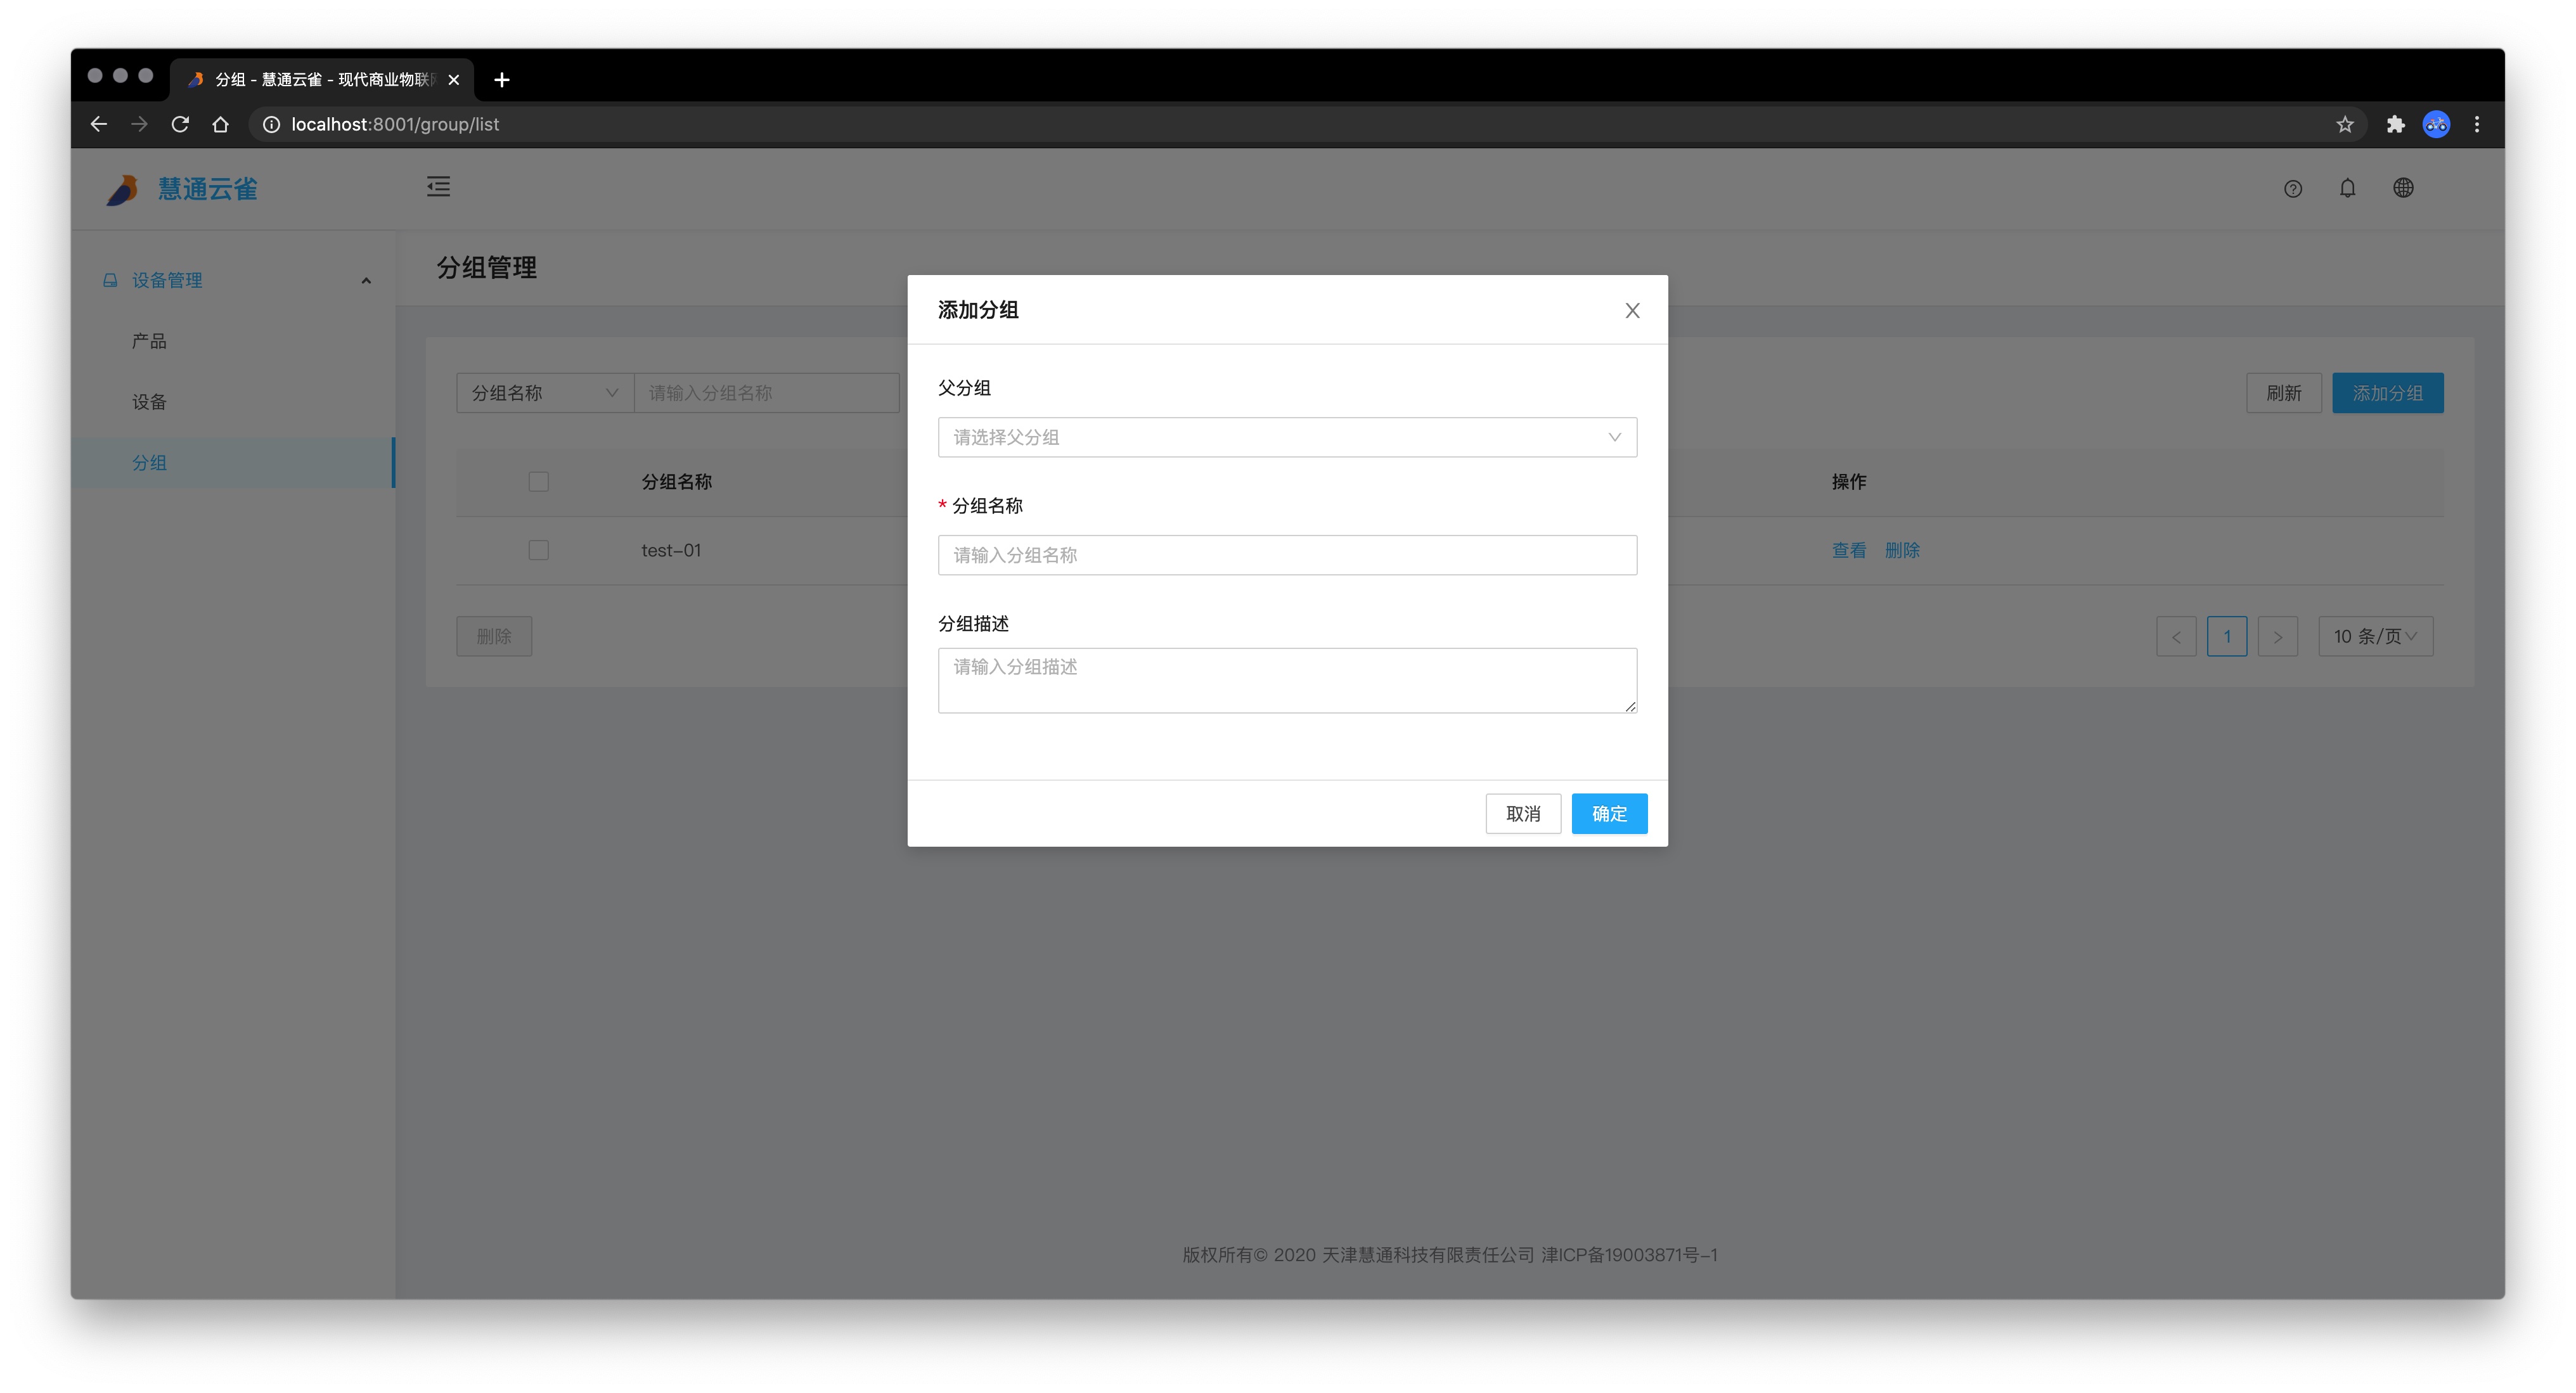 分组 - 慧通云雀 - 现代商业物联
localhost:8001/group/list
慧通云雀
设备管理
产品
设备
分组
分组管理
分组名称
请输入分组名称
刷新
添加分组
分组名称
操作
test-01
查看 删除
删除
1
10 条/页
添加分组
父分组
请选择父分组
* 分组名称
请输入分组名称
分组描述
请输入分组描述
取消
确定
版权所有© 2020 天津慧通科技有限责任公司 津ICP备19003871号-1